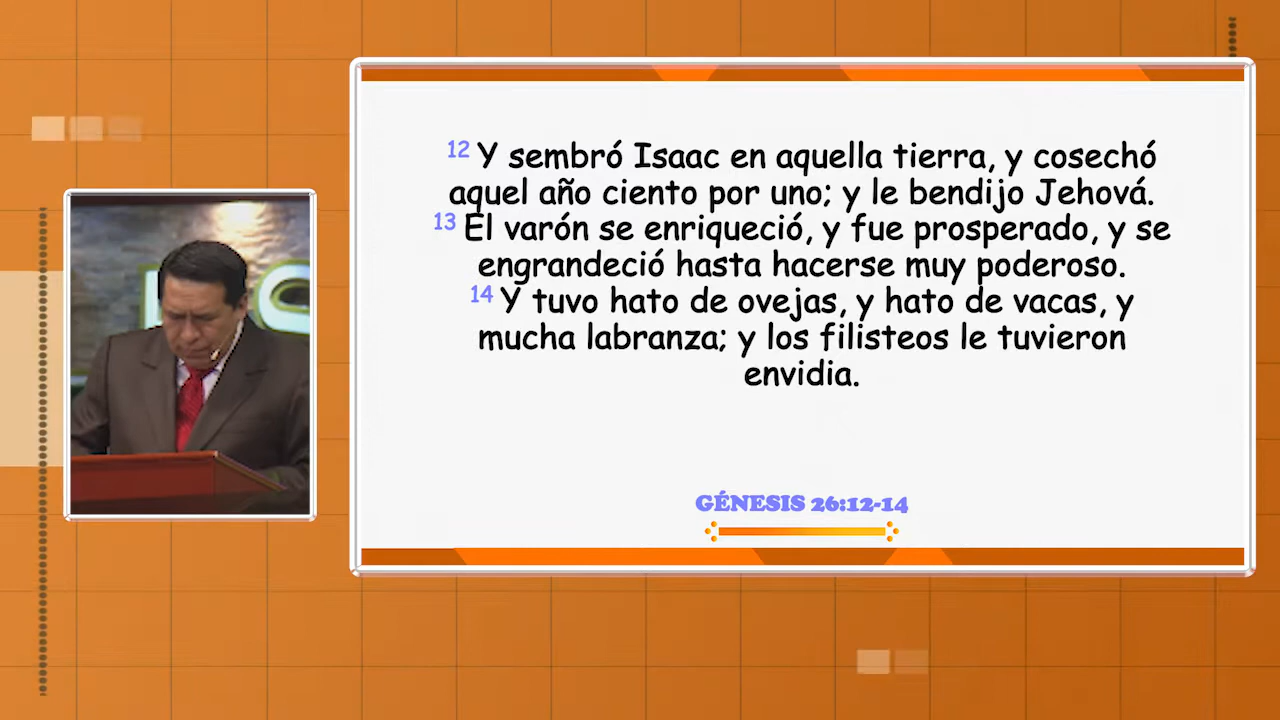 12 Y sembró Isaac en aquella tierra, y cosechó
aquel año ciento por uno; y le bendijo Jehová.
13 El varón se enriqueció, y fue prosperado, y se
engrandeció hasta hacerse muy poderoso.
14 Y tuvo hato de ovejas, y hato de vacas, y
mucha labranza; y los filisteos le tuvieron
envidia.
GÉNESIS 26:12-14